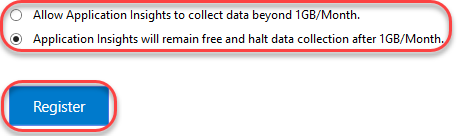 Allow Application Insights to collect data beyond 1GB/Month.
Application Insights will remain free and halt data collection after 1GB/Month.
Register